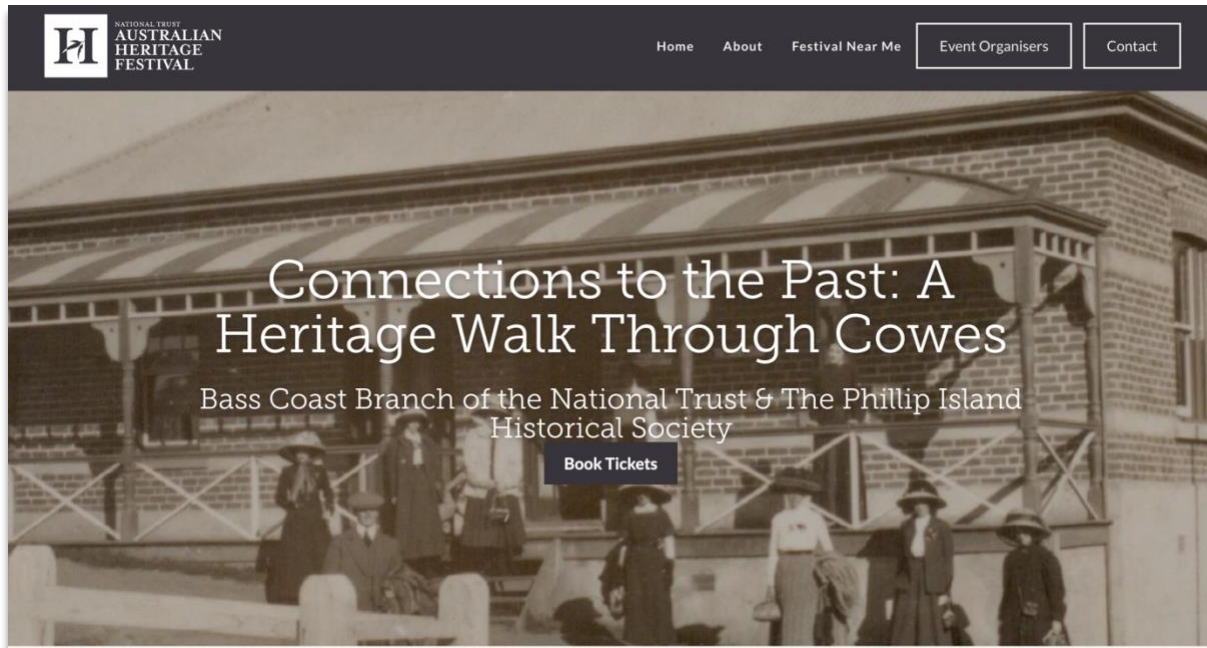 NATIONAL TRUST
AUSTRALIAN
HERITAGE
FESTIVAL
Home About Festival Near Me Event Organisers Contact
Connections to the Past: A
Heritage Walk Through Cowes
Bass Coast Branch of the National Trust & The Phillip Island
Historical Society
Book Tickets